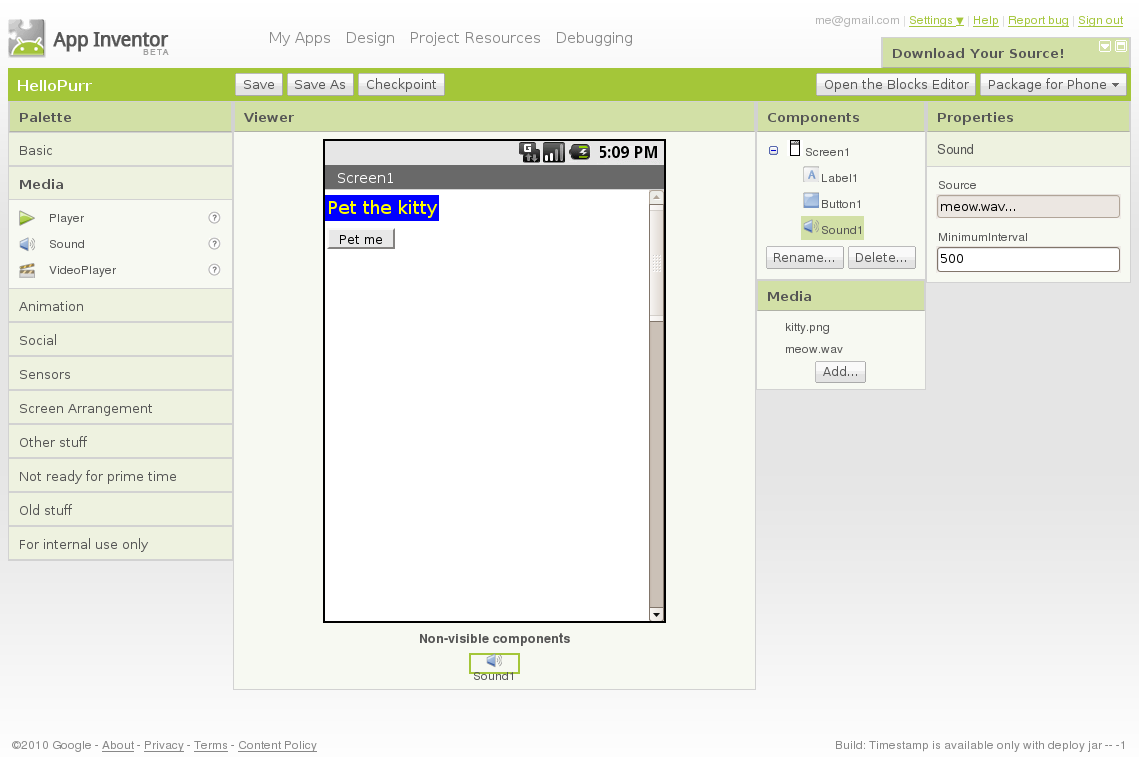 me@gmail.com | Settings ▼ | Help | Report bug | Sign out
App Inventor
BETA
My Apps Design Project Resources Debugging
Download Your Source!
HelloPurr
Save Save As Checkpoint
Open the Blocks Editor Package for Phone
Palette
Basic
Media
Player ?
Sound ?
VideoPlayer ?
Animation
Social
Sensors
Screen Arrangement
Other stuff
Not ready for prime time
Old stuff
For internal use only
Viewer
G 5:09 PM
Screen1
Pet the kitty
Pet me
Non-visible components
Sound1
Components
Screen1
A Label1
Button1
Sound1
Rename... Delete...
Media
kitty.png
meow.wav
Add...
Properties
Sound
Source
meow.wav...
MinimumInterval
500
©2010 Google - About - Privacy - Terms - Content Policy
Build: Timestamp is available only with deploy jar -- -1